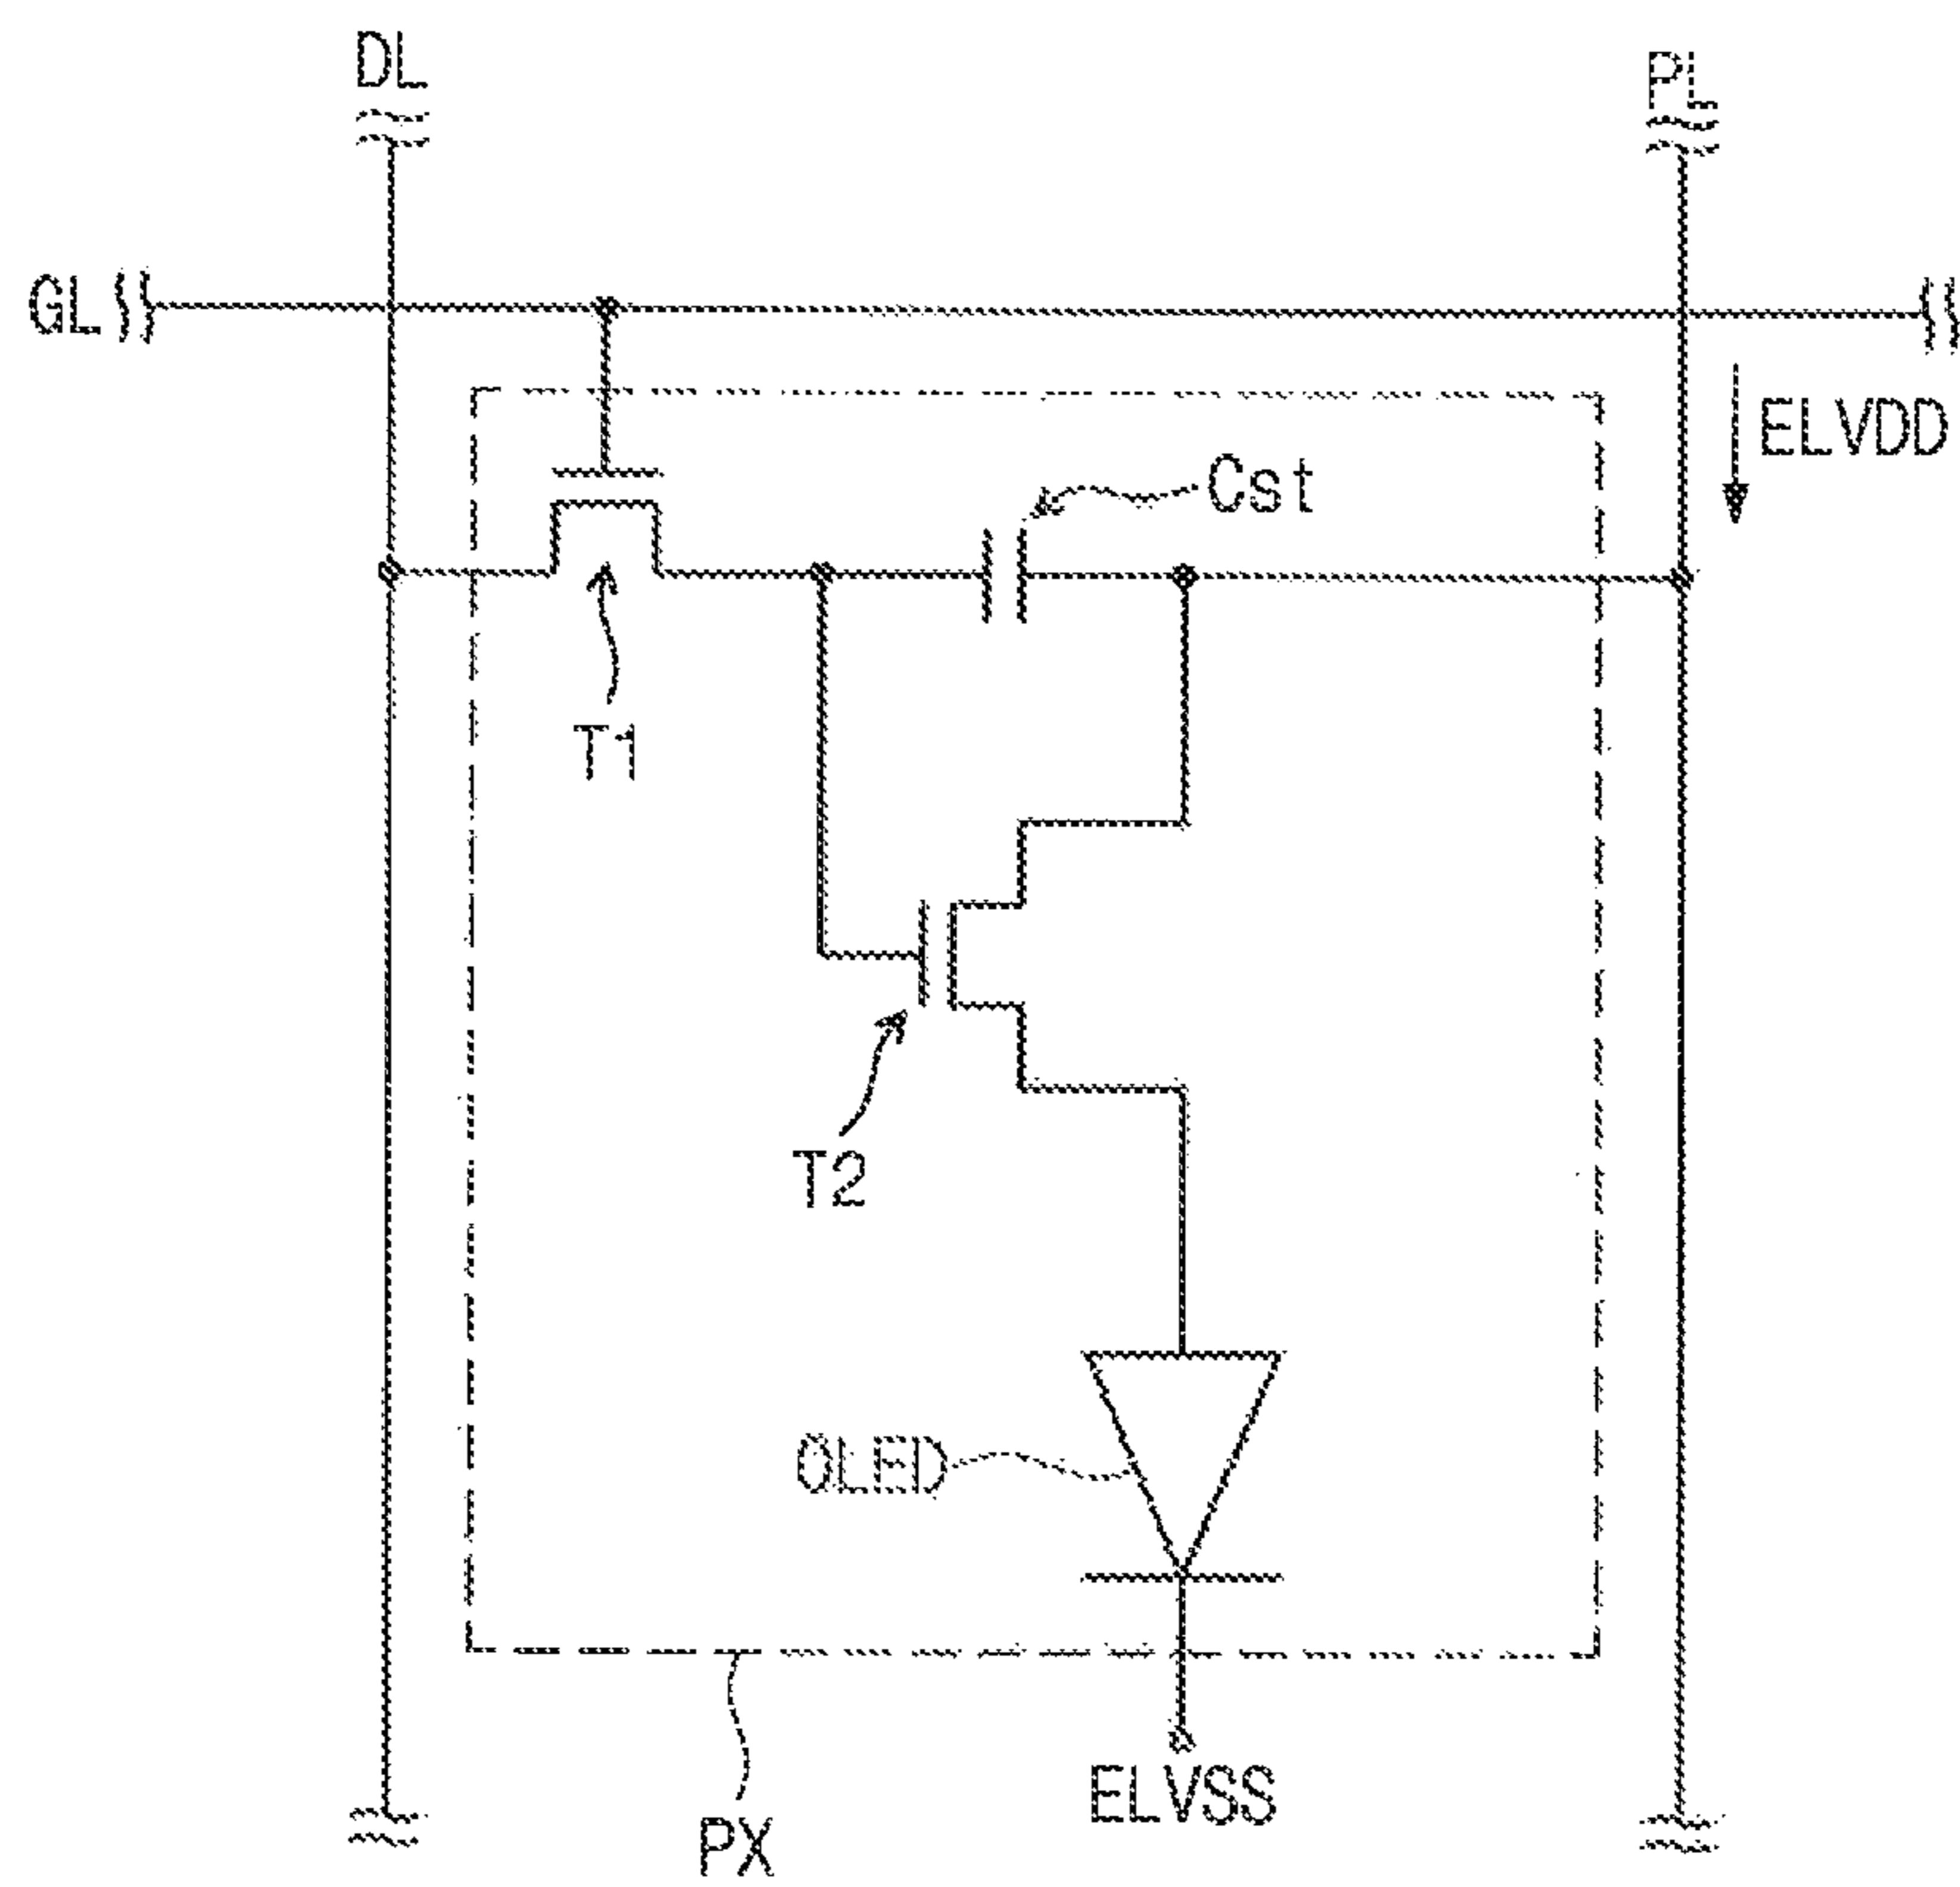 DL
PL
GL
ELVDD
Cst
T1
T2
OLED
ELVSS
PX